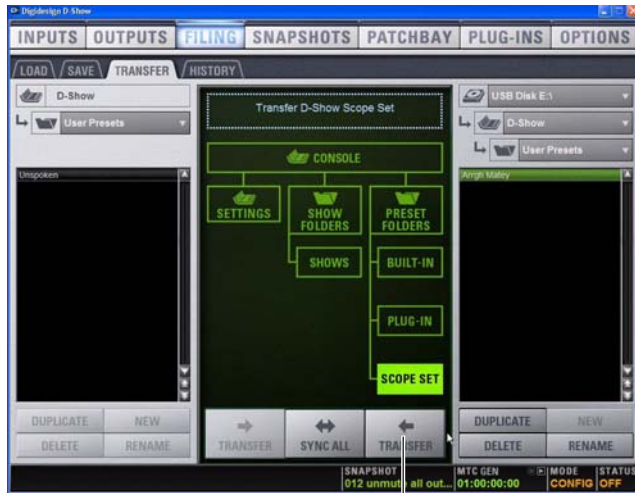 Digidesign D-Show
INPUTS OUTPUTS FILING SNAPSHOTS PATCHBAY PLUG-INS OPTIONS
LOAD SAVE TRANSFER HISTORY
D-Show
User Presets
Unspoken
Transfer D-Show Scope Set
CONSOLE
SETTINGS
SHOW FOLDERS
PRESET FOLDERS
SHOWS
BUILT-IN
PLUG-IN
SCOPE SET
USB Disk E:\
D-Show
User Presets
Arrgh Matey
DUPLICATE NEW
DELETE RENAME
TRANSFER SYNC ALL TRANSFER
DUPLICATE NEW
DELETE RENAME
SNAPSHOT
012 unmute all out...
MTC GEN
01:00:00:00
MODE
CONFIG
STATUS
OFF